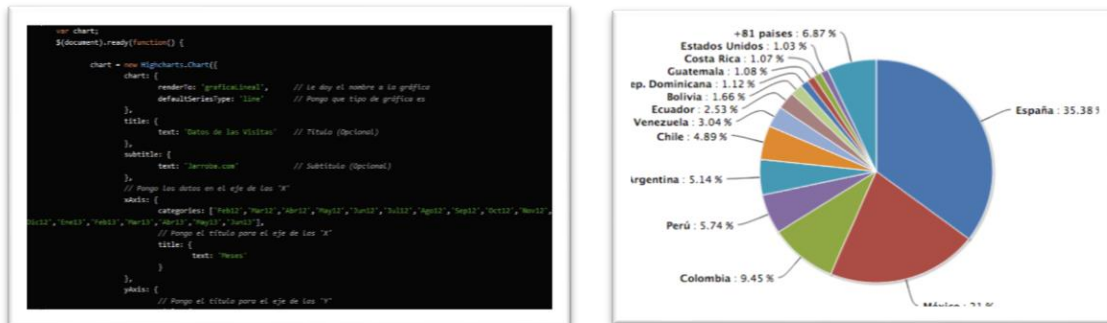 var chart;
$(document).ready(function() {
chart = new Highcharts.Chart({
chart: {
renderTo: 'graficaLineal', // Le doy el nombre a la gráfica
defaultSeriesType: 'line' // Pongo que tipo de gráfica es
},
title: {
text: 'Datos de las Visitas' // Título (Opcional)
},
subtitle: {
text: 'Jarroba.com' // Subtítulo (Opcional)
},
// Pongo los datos en el eje de las 'X'
xAxis: {
categories: ['Feb12','Mar12','Abr12','May12','Jun12','Jul12','Ago12','Sep12','Oct12','Nov12',
Dic12','Ene13','Feb13','Mar13','Abr13','May13','Jun13'],
// Pongo el título para el eje de las 'X'
title: {
text: 'Meses'
}
},
yAxis: {
// Pongo el título para el eje de las 'Y'
+81 paises : 6.87 %
Estados Unidos : 1.03 %
Costa Rica : 1.07 %
Guatemala : 1.08 %
ep. Dominicana : 1.12 %
Bolivia : 1.66 %
Ecuador : 2.53 %
Venezuela : 3.04 %
Chile : 4.89 %
Argentina : 5.14 %
Perú : 5.74 %
Colombia : 9.45 %
México : 21 %
España : 35.38 %